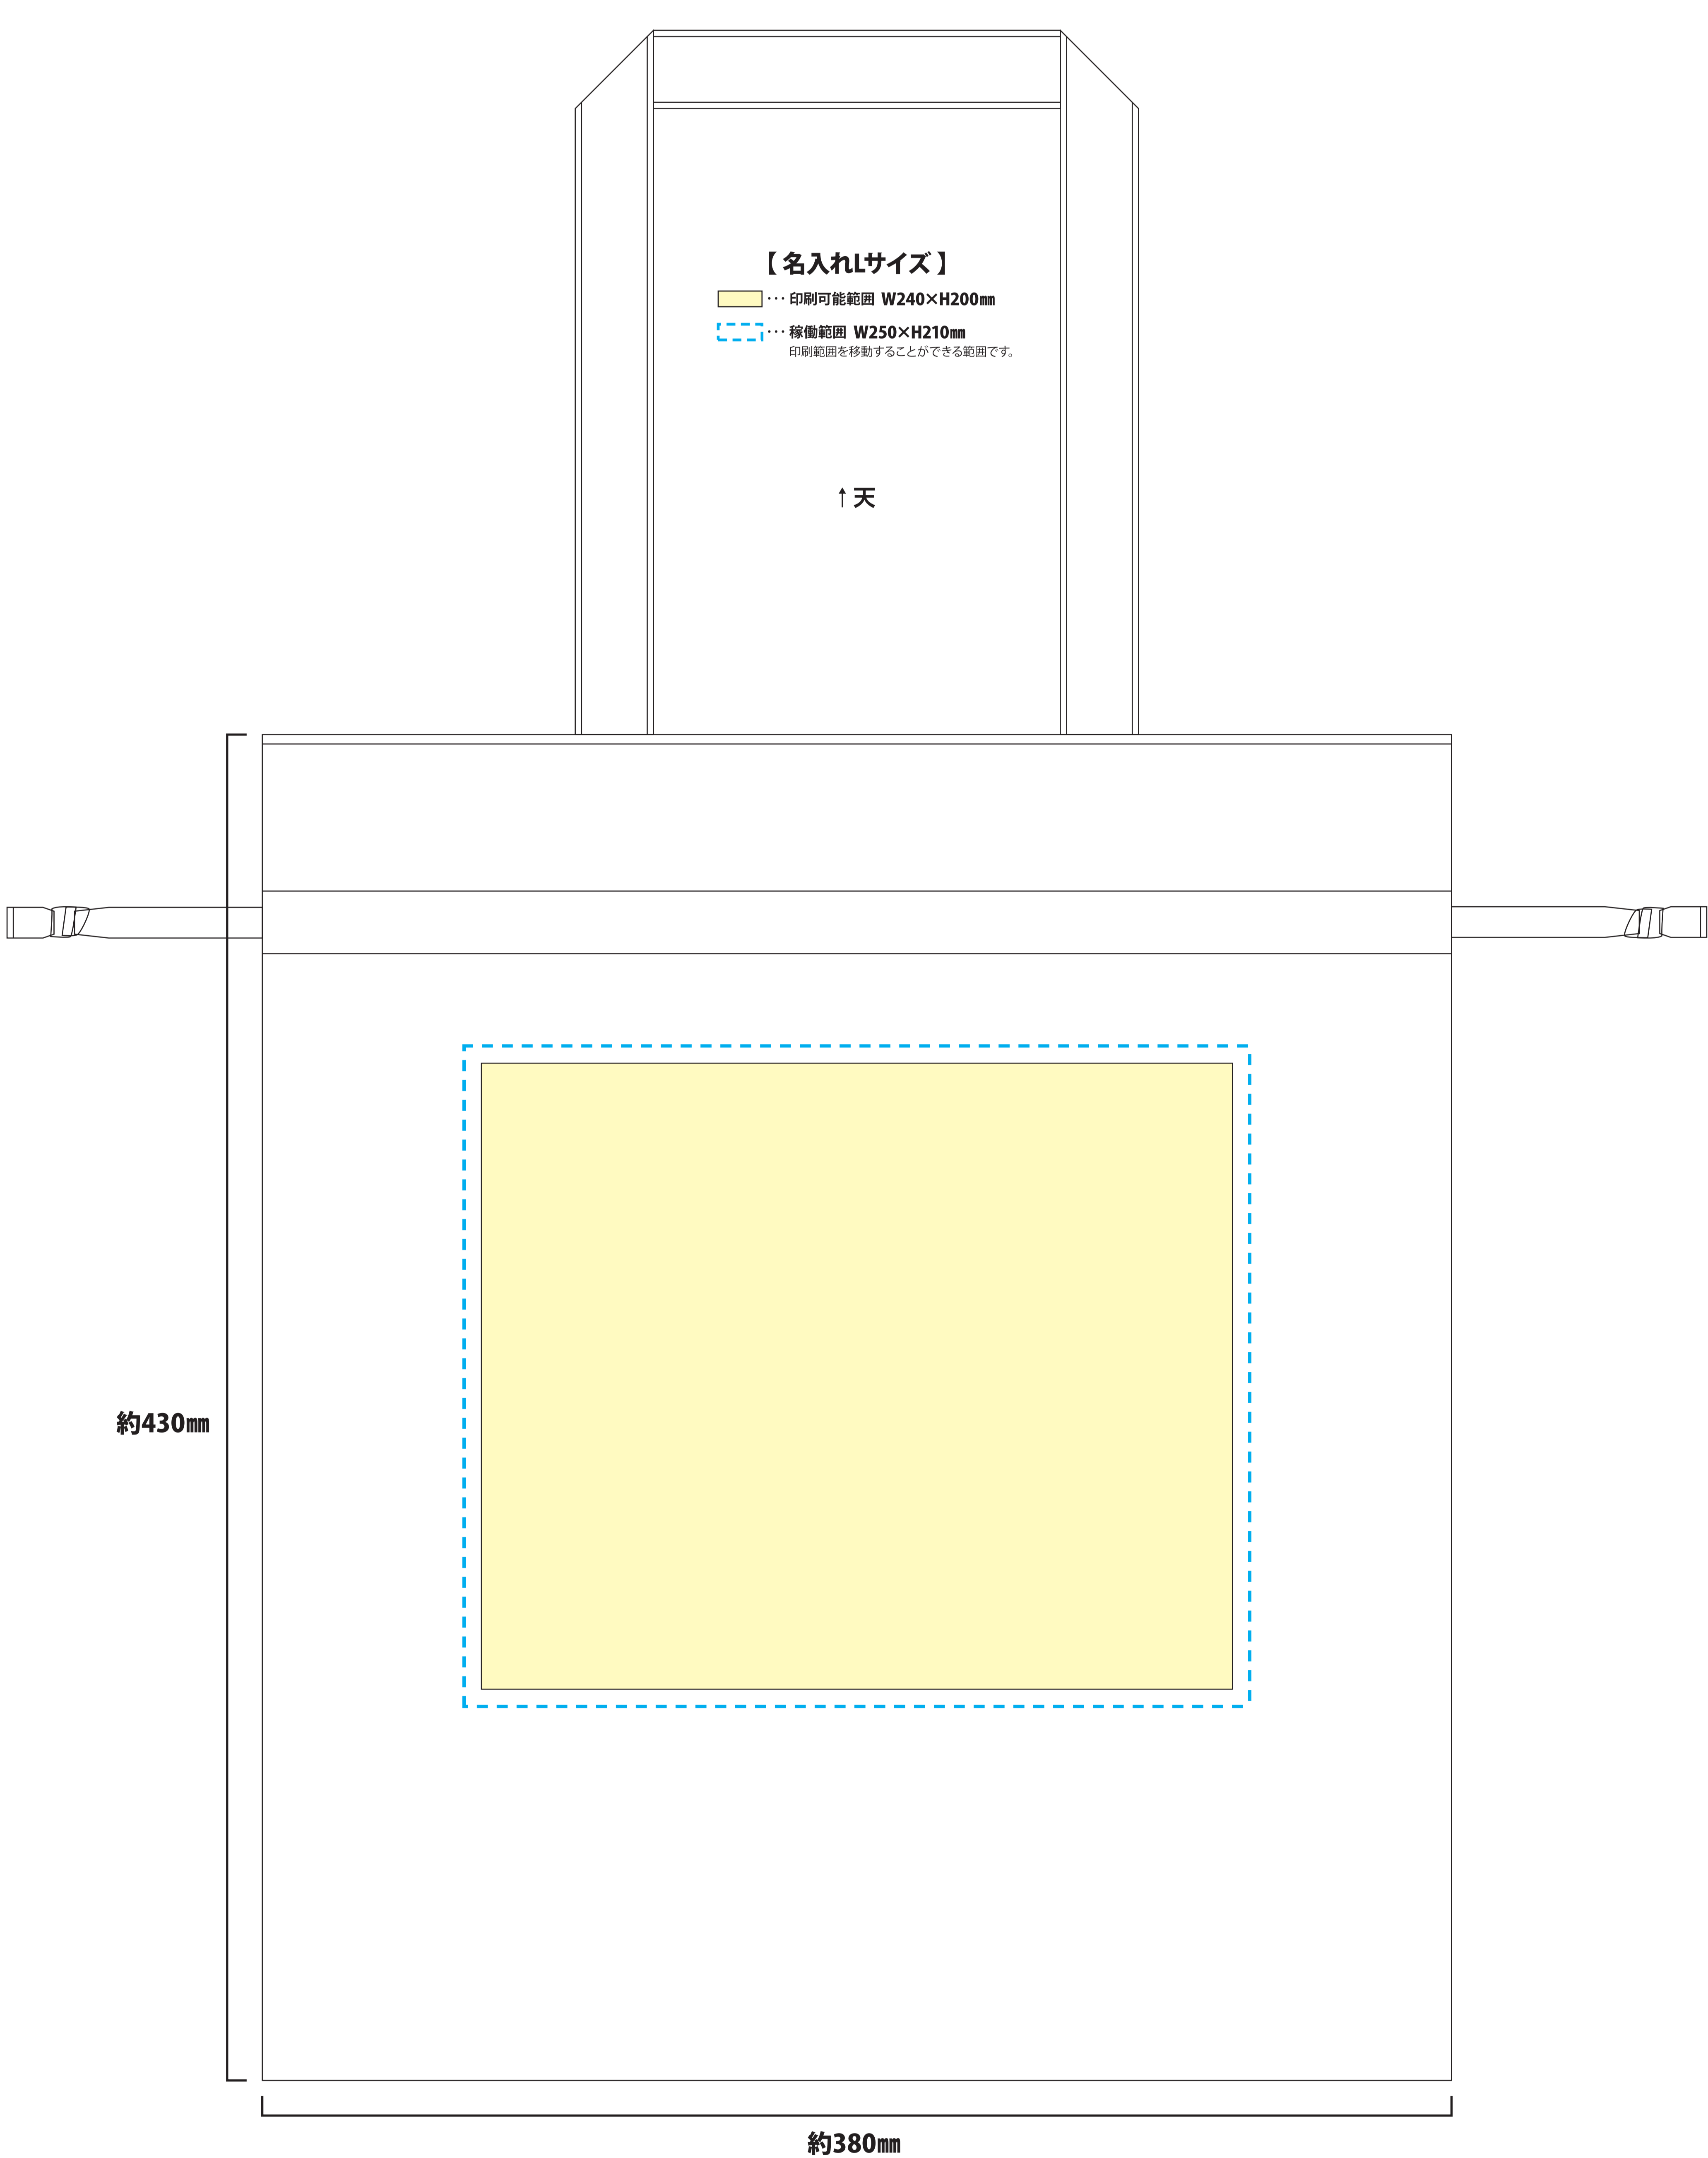 【 名入れLサイズ 】
･･･ 印刷可能範囲 W240×H200㎜
･･･ 稼働範囲 W250×H210㎜
印刷範囲を移動することができる範囲です。
↑ 天
約430㎜
約380㎜